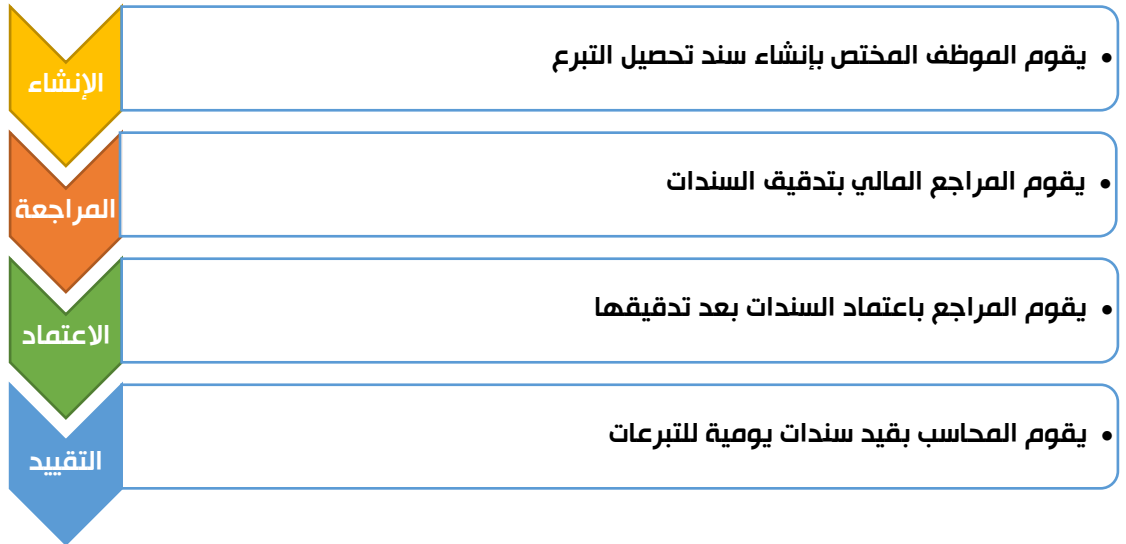 الإنشاء
• يقوم الموظف المختص بإنشاء سند تحصيل التبرع
المراجعة
• يقوم المراجع المالي بتدقيق السندات
الاعتماد
• يقوم المراجع باعتماد السندات بعد تدقيقها
التقييد
• يقوم المحاسب بقيد سندات يومية للتبرعات